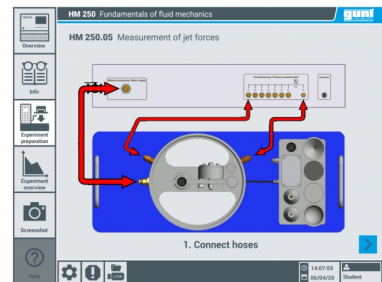 HM 250 Fundamentals of fluid mechanics
gunt
HM 250.05 Measurement of jet forces
Overview
Info
Experiment
preparation
Experiment
overview
Screenshot
Help
1. Connect hoses
USB
14:07:55
06/04/20
Student